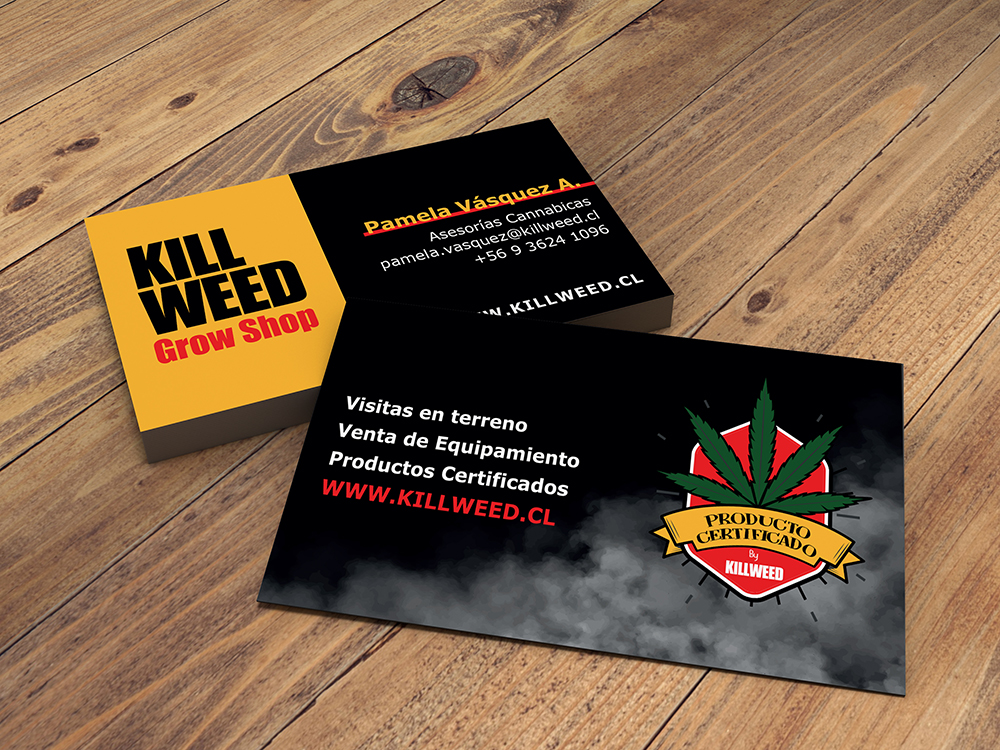 KILL
WEED
Grow Shop
Pamela Vásquez A.
Asesorías Cannabicas
pamela.vasquez@killweed.cl
+56 9 3624 1096
W.KILLWEED.CL
Visitas en terreno
Venta de Equipamiento
Productos Certificados
WWW.KILLWEED.CL
PRODUCTO
CERTIFICADO
By
KILLWEED